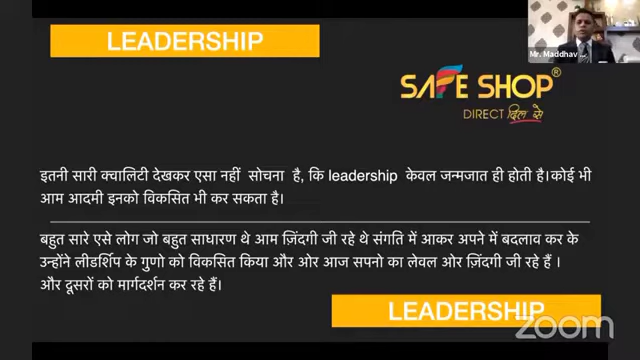 LEADERSHIP
Mr. Maddhav
SAFE SHOP®
DIRECT दिल से
इतनी सारी क्वालिटी देखकर एसा नहीं सोचना है, कि leadership केवल जन्मजात ही होती है।कोई भी
आम आदमी इनको विकसित भी कर सकता है।
बहुत सारे एसे लोग जो बहुत साधारण थे आम ज़िंदगी जी रहे थे संगति में आकर अपने में बदलाव कर के
उन्होंने लीडर्शिप के गुणो को विकसित किया और ओर आज सपनो का लेवल ओर ज़िंदगी जी रहे हैं ।
और दूसरों को मार्गदर्शन कर रहे हैं।
LEADERSHIP
zoom